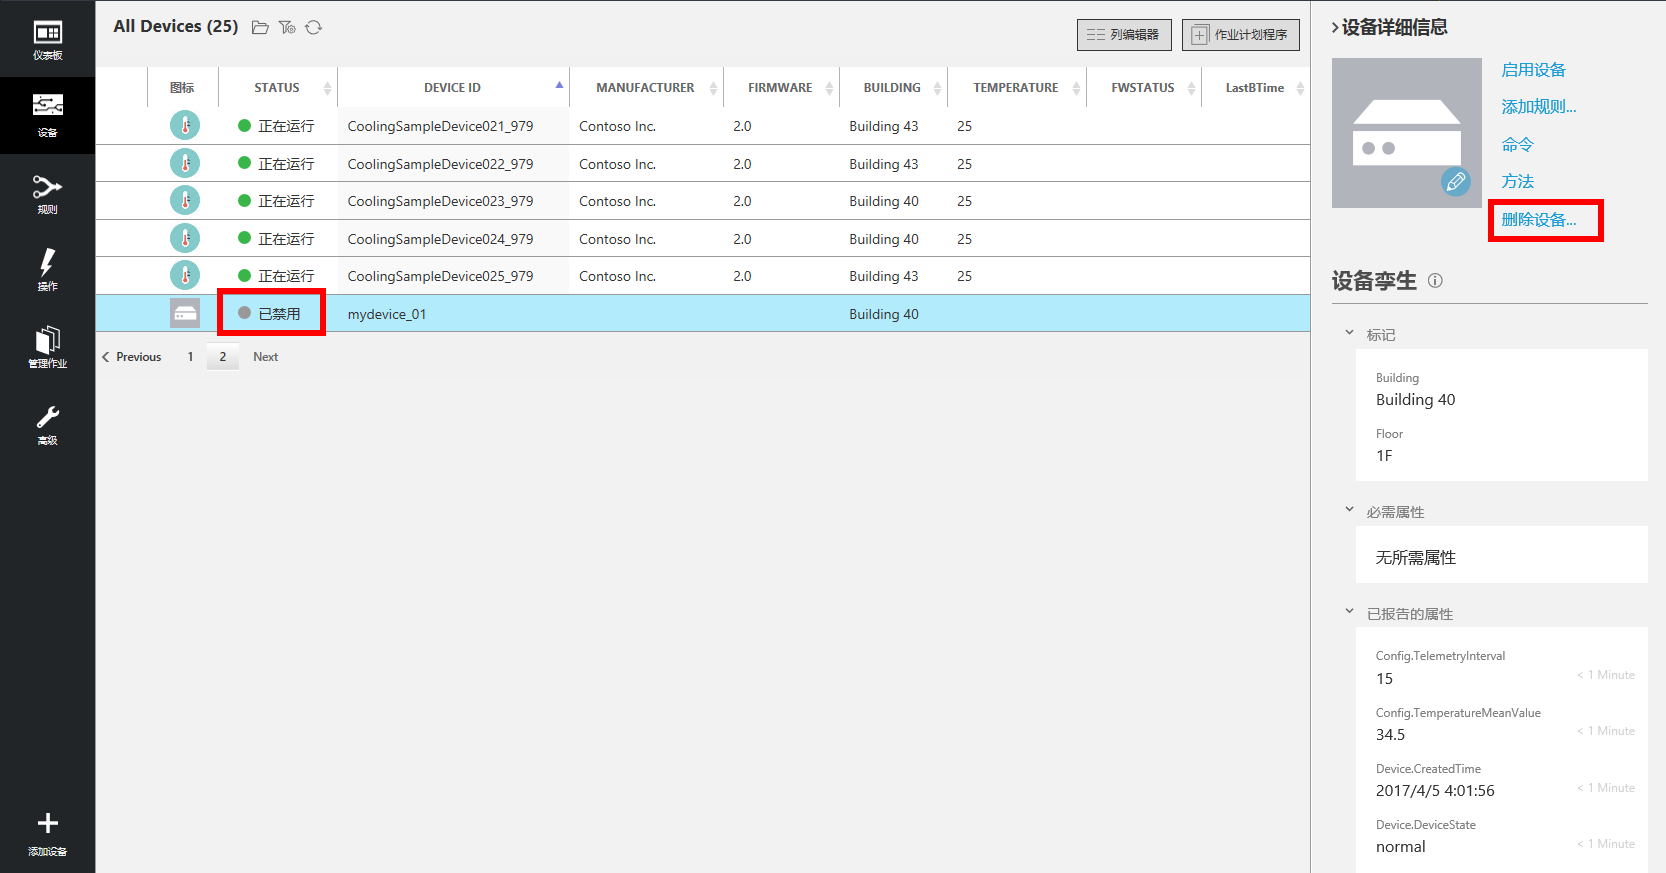 仪表板
设备
规则
操作
管理作业
高级
添加设备
All Devices (25)
列编辑器
作业计划程序
图标 STATUS DEVICE ID MANUFACTURER FIRMWARE BUILDING TEMPERATURE FWSTATUS LastBTime
正在运行 CoolingSampleDevice021_979 Contoso Inc. 2.0 Building 43 25
正在运行 CoolingSampleDevice022_979 Contoso Inc. 2.0 Building 43 25
正在运行 CoolingSampleDevice023_979 Contoso Inc. 2.0 Building 40 25
正在运行 CoolingSampleDevice024_979 Contoso Inc. 2.0 Building 40 25
正在运行 CoolingSampleDevice025_979 Contoso Inc. 2.0 Building 43 25
已禁用 mydevice_01 Building 40
Previous 1 2 Next
设备详细信息
启用设备
添加规则...
命令
方法
删除设备...
设备孪生
标记
Building
Building 40
Floor
1F
必需属性
无所需属性
已报告的属性
Config.TelemetryInterval
15 < 1 Minute
Config.TemperatureMeanValue
34.5 < 1 Minute
Device.CreatedTime
2017/4/5 4:01:56 < 1 Minute
Device.DeviceState
normal < 1 Minute